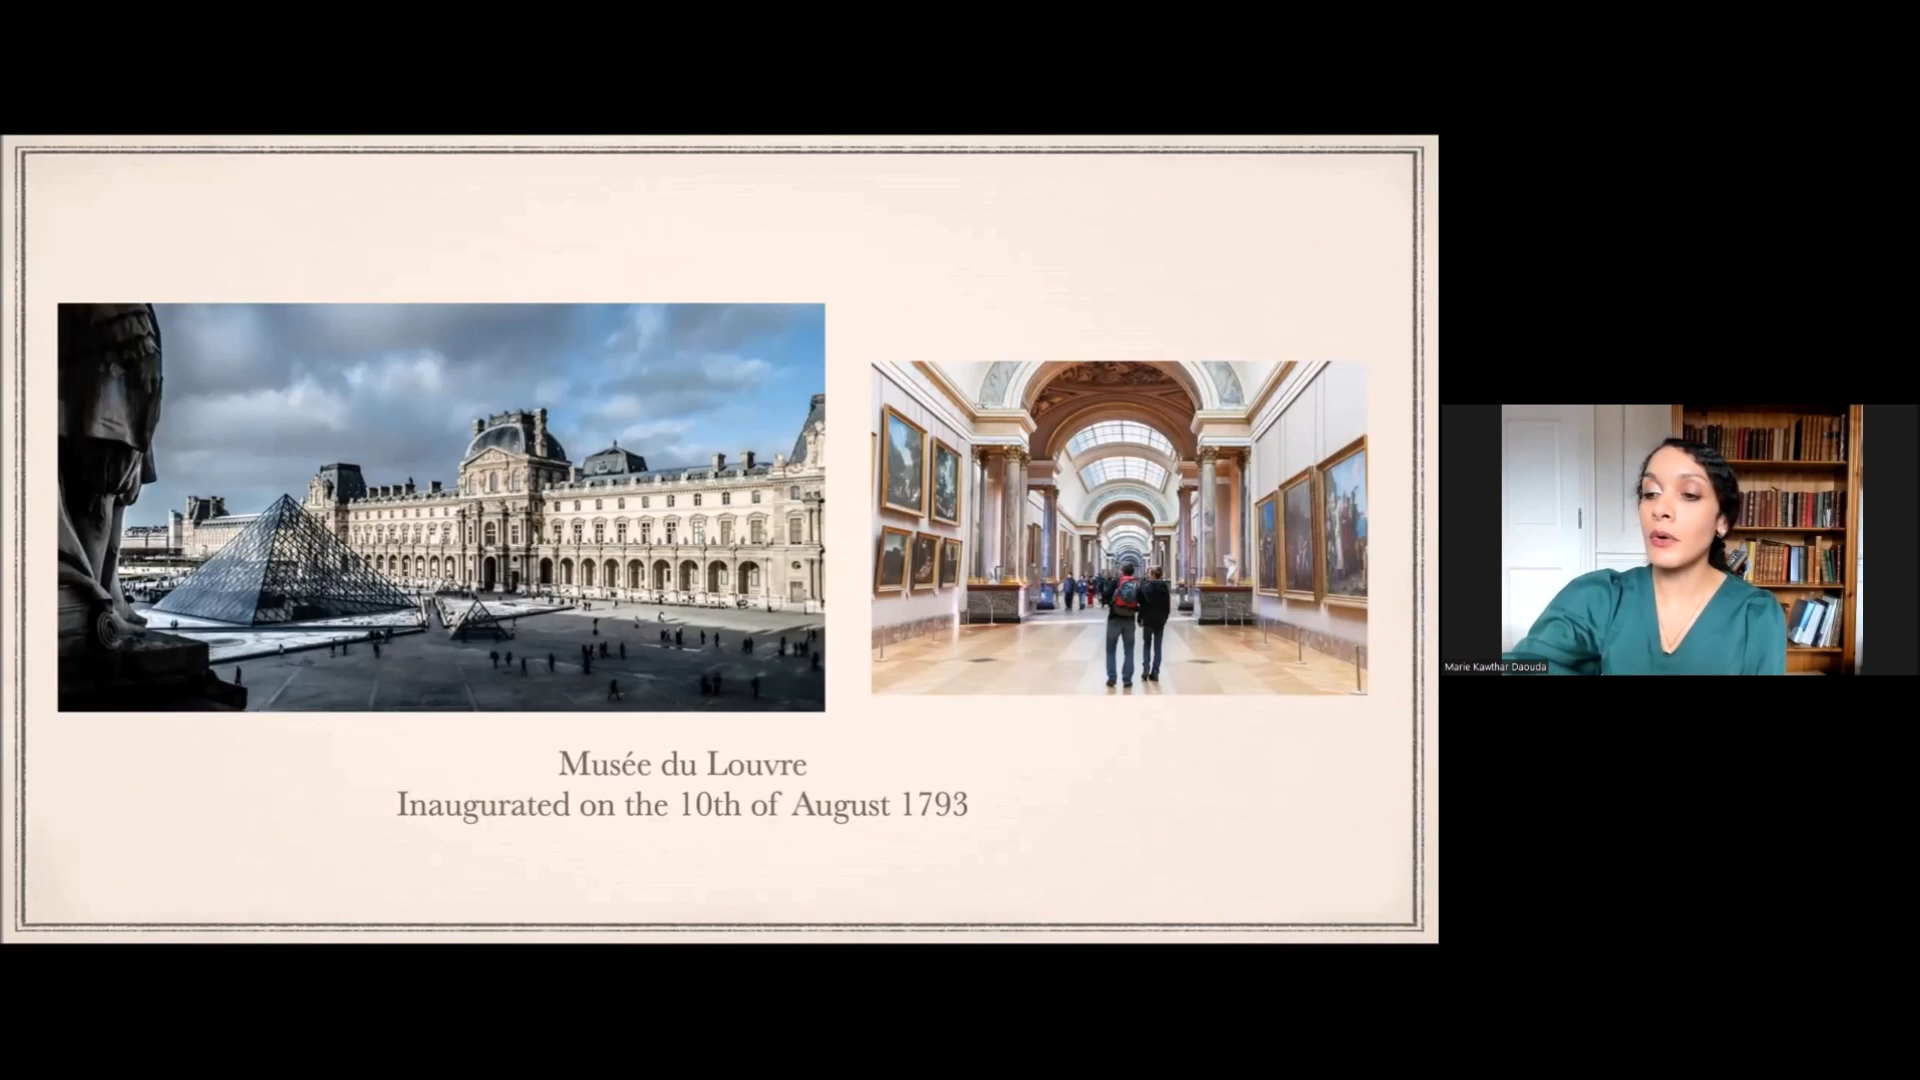 Musée du Louvre
Inaugurated on the 10th of August 1793
Marie Kawthar Daouda